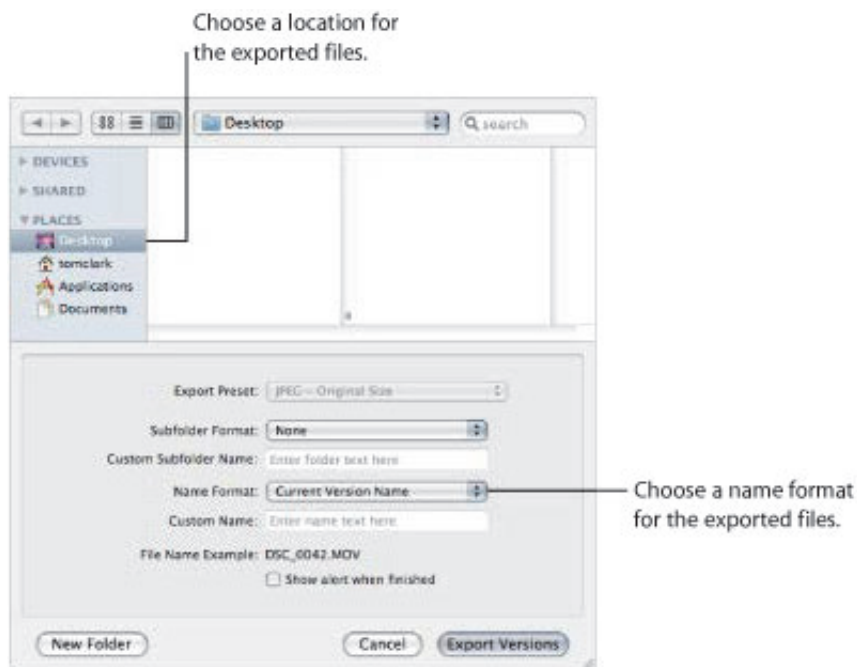 Choose a location for
the exported files.
Desktop
search
DEVICES
SHARED
PLACES
Desktop
tomclark
Applications
Documents
Export Preset: JPEG – Original Size
Subfolder Format: None
Custom Subfolder Name: Enter folder text here
Name Format: Current Version Name
Choose a name format
for the exported files.
Custom Name: Enter name text here
File Name Example: DSC_0042.MOV
Show alert when finished
New Folder
Cancel
Export Versions